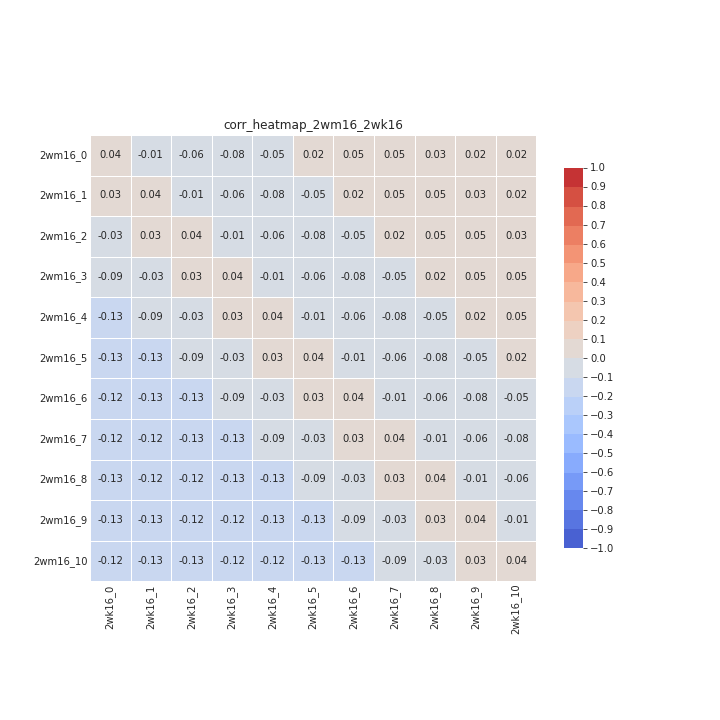 corr_heatmap_2wm16_2wk16
2wm16_0 0.04 -0.01 -0.06 -0.08 -0.05 0.02 0.05 0.05 0.03 0.02 0.02
2wm16_1 0.03 0.04 -0.01 -0.06 -0.08 -0.05 0.02 0.05 0.05 0.03 0.02
2wm16_2 -0.03 0.03 0.04 -0.01 -0.06 -0.08 -0.05 0.02 0.05 0.05 0.03
2wm16_3 -0.09 -0.03 0.03 0.04 -0.01 -0.06 -0.08 -0.05 0.02 0.05 0.05
2wm16_4 -0.13 -0.09 -0.03 0.03 0.04 -0.01 -0.06 -0.08 -0.05 0.02 0.05
2wm16_5 -0.13 -0.13 -0.09 -0.03 0.03 0.04 -0.01 -0.06 -0.08 -0.05 0.02
2wm16_6 -0.12 -0.13 -0.13 -0.09 -0.03 0.03 0.04 -0.01 -0.06 -0.08 -0.05
2wm16_7 -0.12 -0.12 -0.13 -0.13 -0.09 -0.03 0.03 0.04 -0.01 -0.06 -0.08
2wm16_8 -0.13 -0.12 -0.12 -0.13 -0.13 -0.09 -0.03 0.03 0.04 -0.01 -0.06
2wm16_9 -0.13 -0.13 -0.12 -0.12 -0.13 -0.13 -0.09 -0.03 0.03 0.04 -0.01
2wm16_10 -0.12 -0.13 -0.13 -0.12 -0.12 -0.13 -0.13 -0.09 -0.03 0.03 0.04
2wk16_0 2wk16_1 2wk16_2 2wk16_3 2wk16_4 2wk16_5 2wk16_6 2wk16_7 2wk16_8 2wk16_9 2wk16_10
1.0
0.9
0.8
0.7
0.6
0.5
0.4
0.3
0.2
0.1
0.0
−0.1
−0.2
−0.3
−0.4
−0.5
−0.6
−0.7
−0.8
−0.9
−1.0